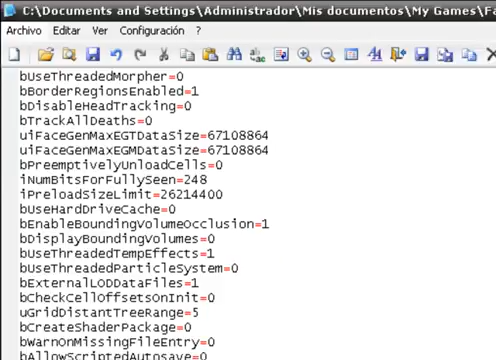 C:\Documents and Settings\Administrador\Mis documentos\My Games\Fa
Archivo Editar Ver Configuración ?
bUseThreadedMorpher=0
bBorderRegionsEnabled=1
bDisableHeadTracking=0
bTrackAllDeaths=0
uiFaceGenMaxEGTDataSize=67108864
uiFaceGenMaxEGMDataSize=67108864
bPreemptivelyUnloadCells=0
iNumBitsForFullySeen=248
iPreloadSizeLimit=26214400
bUseHardDriveCache=0
bEnableBoundingVolumeOcclusion=1
bDisplayBoundingVolumes=0
bUseThreadedTempEffects=1
bUseThreadedParticleSystem=0
bExternalLODDataFiles=1
bCheckCellOffsetsOnInit=0
uGridDistantTreeRange=5
bCreateShaderPackage=0
bWarnOnMissingFileEntry=0
bAllowScriptedAutosave=0